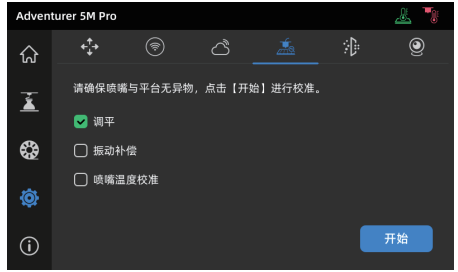 Adventurer 5M Pro
请确保喷嘴与平台无异物，点击【开始】进行校准。
调平
振动补偿
喷嘴温度校准
开始